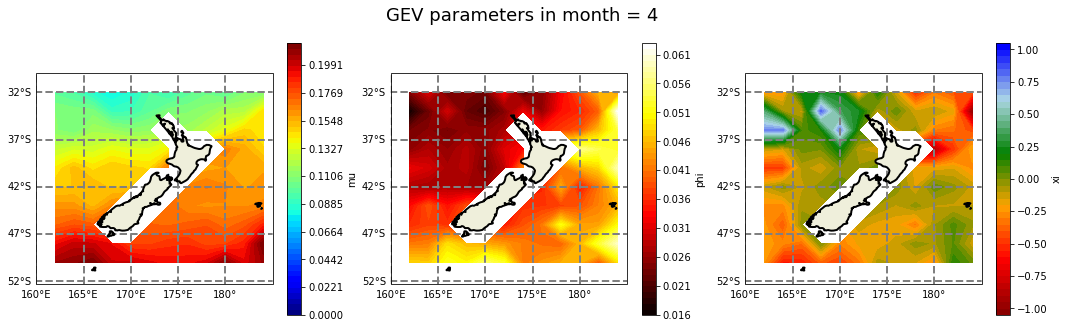 GEV parameters in month = 4
32°S
37°S
42°S
47°S
52°S
160°E 165°E 170°E 175°E 180°
0.1991
0.1769
0.1548
0.1327
0.1106
0.0885
0.0664
0.0442
0.0221
0.0000
mu
32°S
37°S
42°S
47°S
52°S
160°E 165°E 170°E 175°E 180°
0.061
0.056
0.051
0.046
0.041
0.036
0.031
0.026
0.021
0.016
phi
32°S
37°S
42°S
47°S
52°S
160°E 165°E 170°E 175°E 180°
1.00
0.75
0.50
0.25
0.00
−0.25
−0.50
−0.75
−1.00
xi